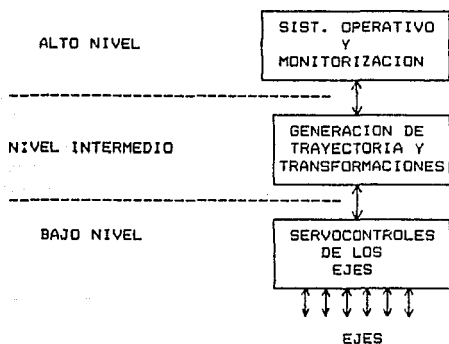 ALTO NIVEL
SIST. OPERATIVO
Y
MONITORIZACION
NIVEL INTERMEDIO
GENERACION DE
TRAYECTORIA Y
TRANSFORMACIONES
BAJO NIVEL
SERVOCONTROLES
DE LOS
EJES
EJES